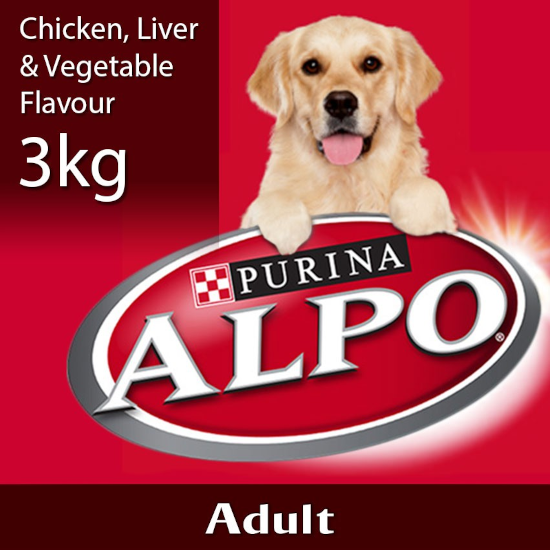 Chicken, Liver
& Vegetable
Flavour
3kg
PURINA
ALPO®
Adult